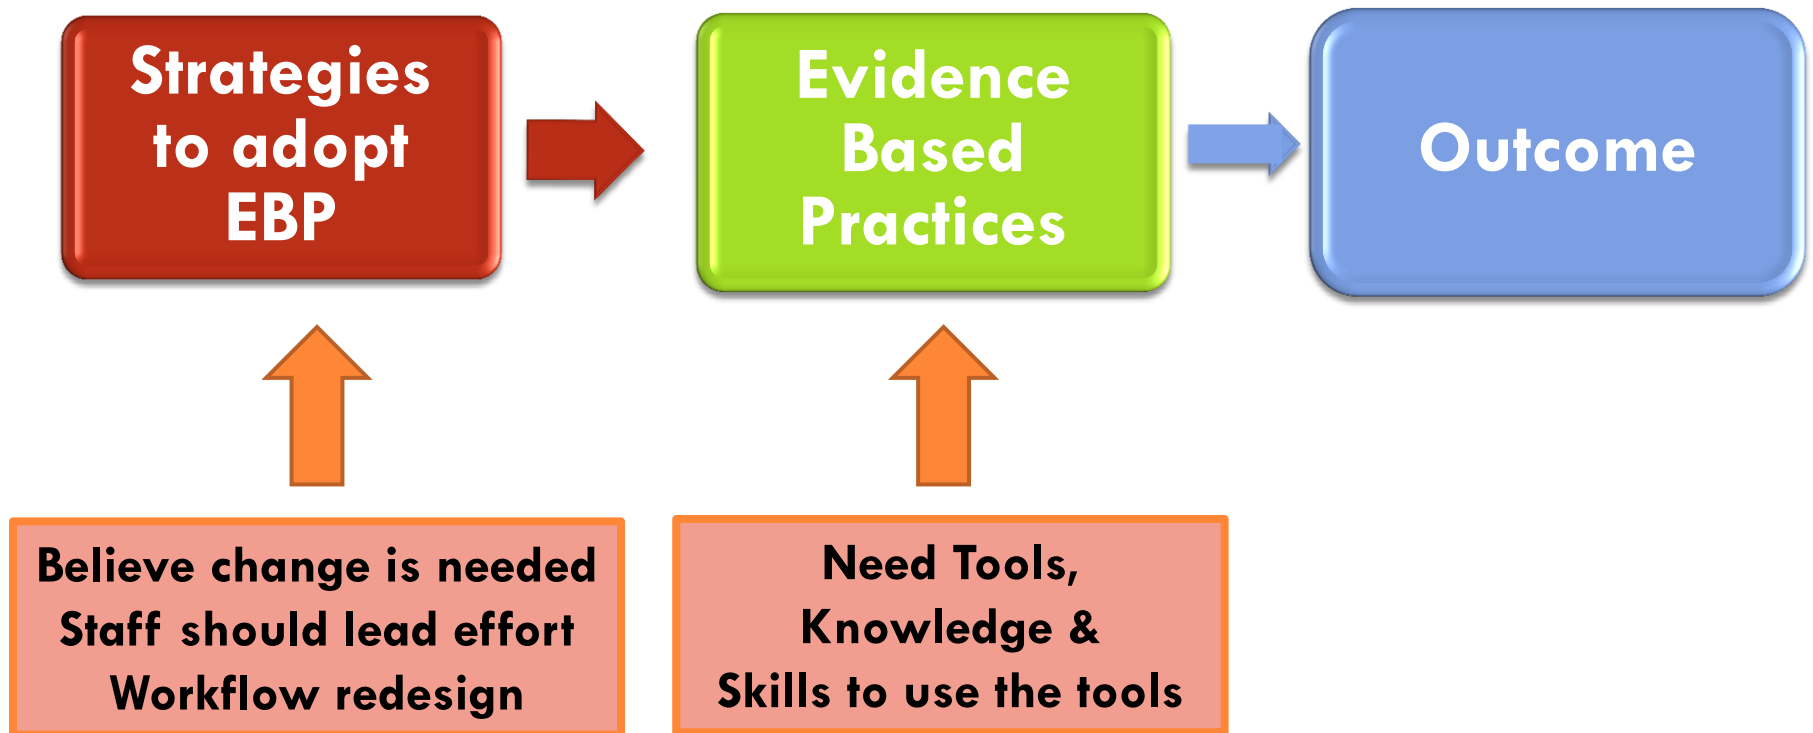 Strategies
to adopt
EBP
Evidence
Based
Practices
Outcome
Believe change is needed
Staff should lead effort
Workflow redesign
Need Tools,
Knowledge &
Skills to use the tools